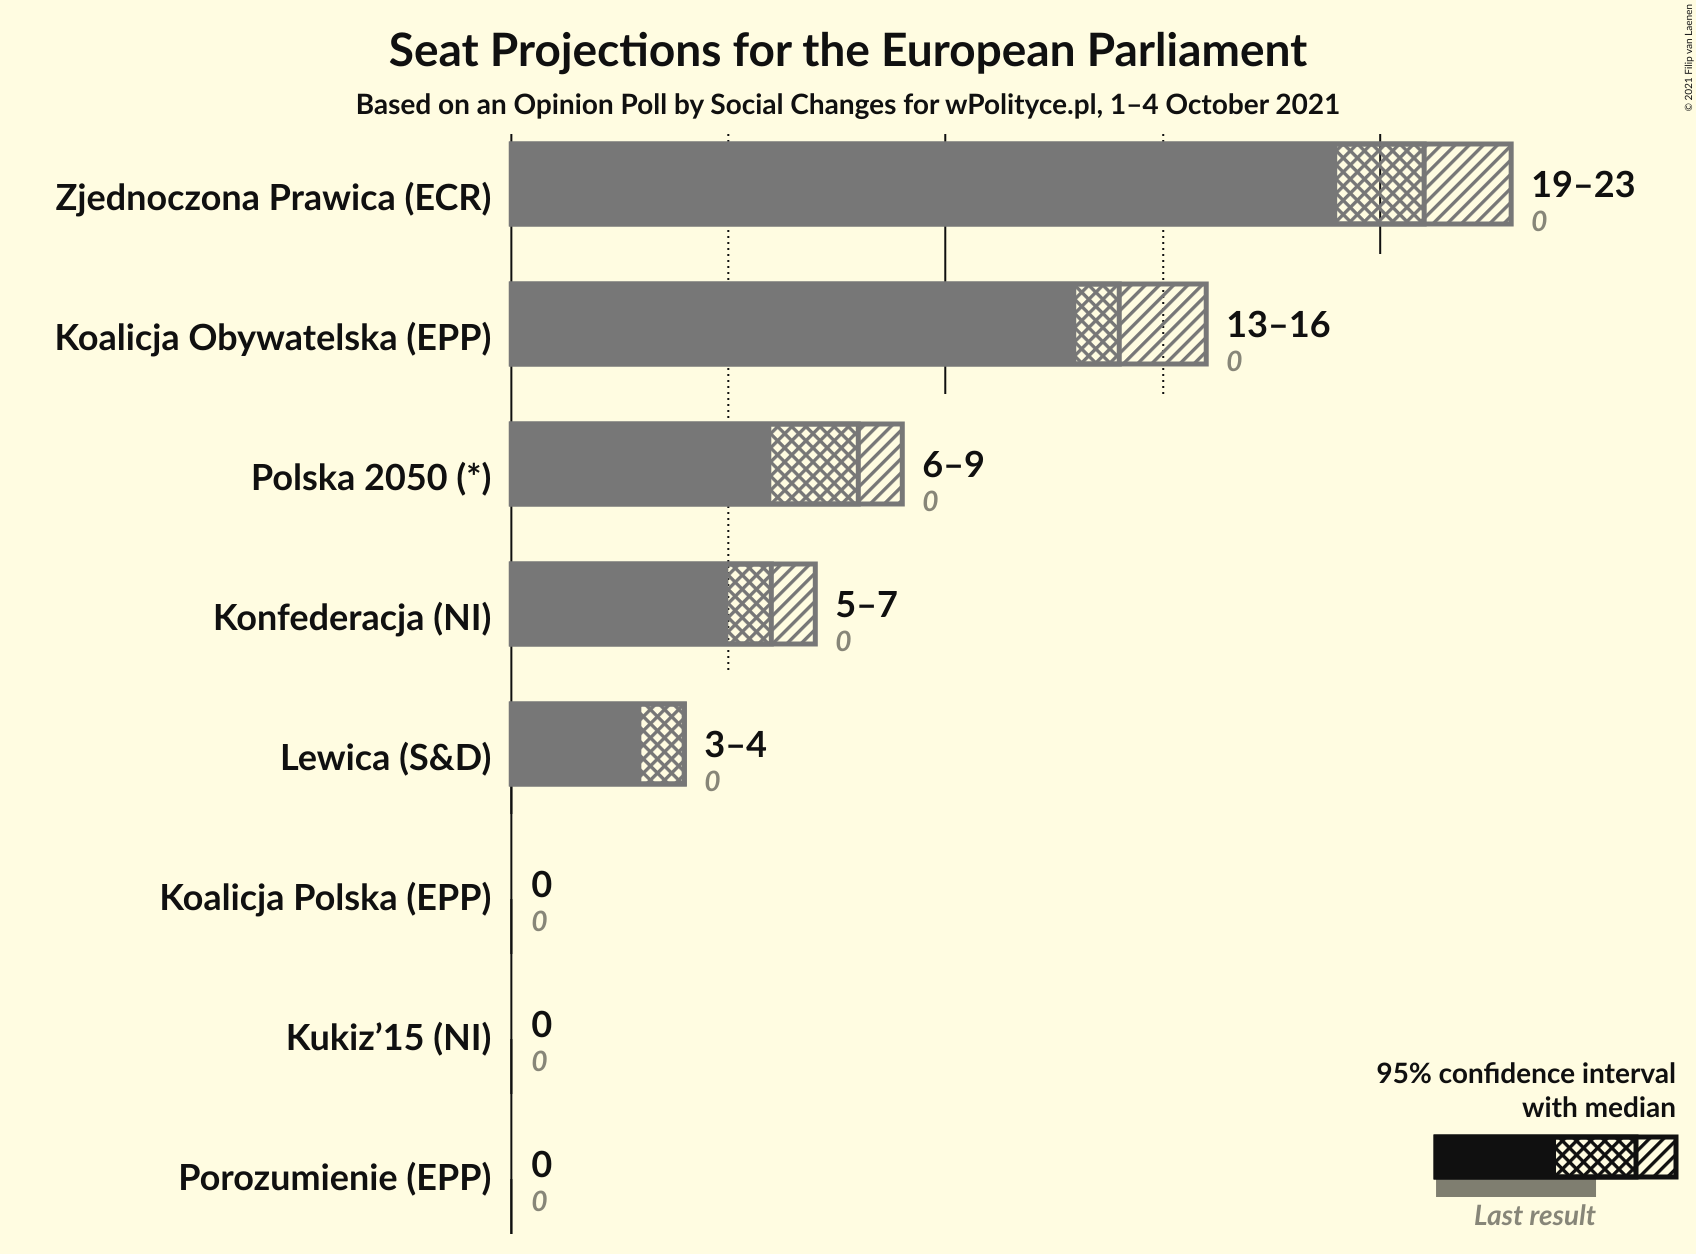 Seat Projections for the European Parliament
Based on an Opinion Poll by Social Changes for wPolityce.pl, 1–4 October 2021
© 2021 Filip van Laenen
Zjednoczona Prawica (ECR)
19–23
0
Koalicja Obywatelska (EPP)
13–16
0
Polska 2050 (*)
6–9
0
Konfederacja (NI)
5–7
0
Lewica (S&D)
3–4
0
Koalicja Polska (EPP)
0
0
Kukiz’15 (NI)
0
0
Porozumienie (EPP)
0
0
95% confidence interval
with median
Last result